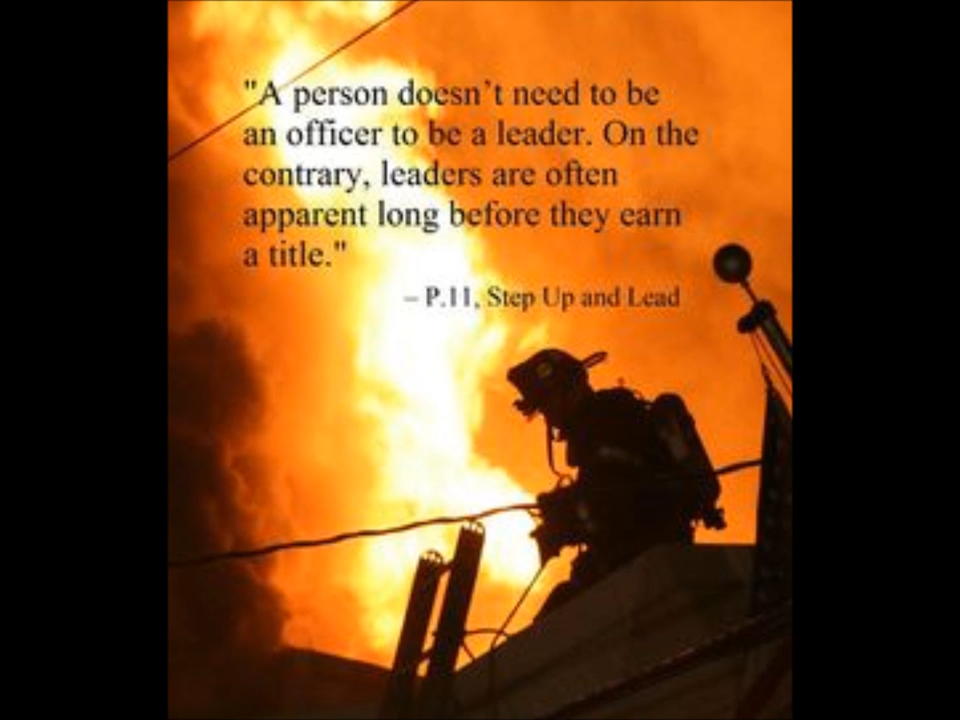 "A person doesn't need to be
an officer to be a leader. On the
contrary, leaders are often
apparent long before they earn
a title."
– P.11, Step Up and Lead